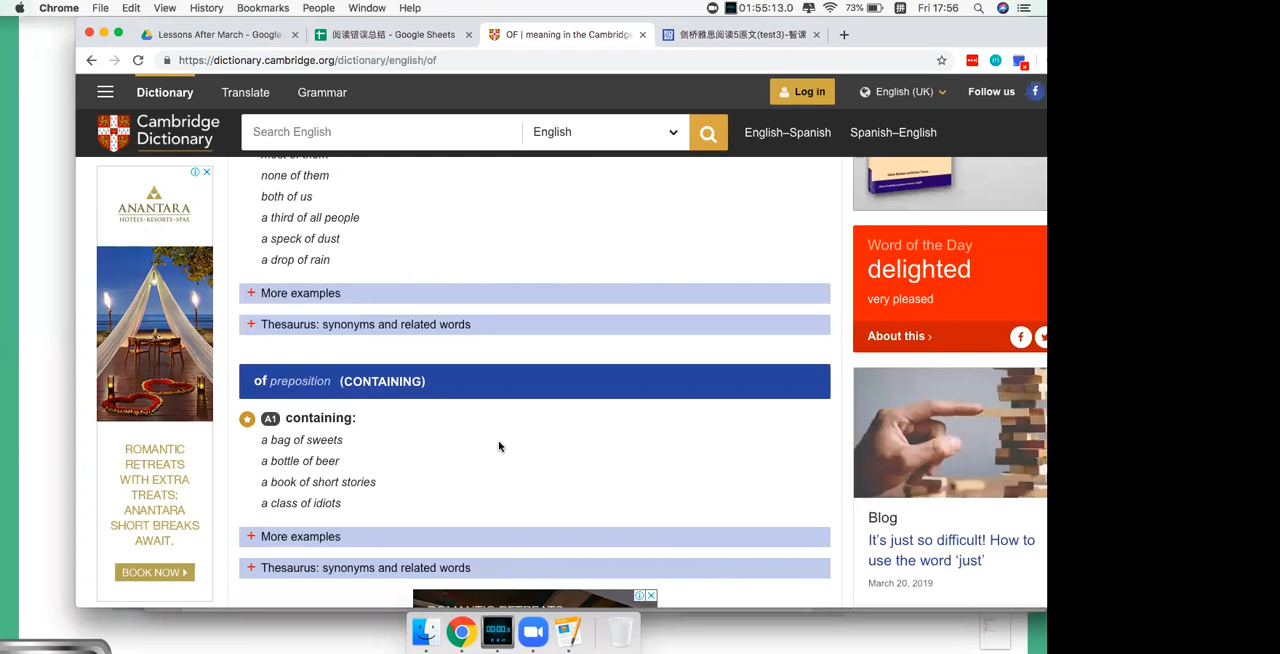 Chrome File Edit View History Bookmarks People Window Help 01:55:13.0 73% Fri 17:56
Lessons After March - Google
阅读错误总结 - Google Sheets
OF | meaning in the Cambridge
剑桥雅思阅读5原文(test3)-智课
https://dictionary.cambridge.org/dictionary/english/of
Dictionary Translate Grammar Log in English (UK) Follow us
Cambridge
Dictionary
Search English English English–Spanish Spanish–English
most of them
none of them
both of us
a third of all people
a speck of dust
a drop of rain
+ More examples
+ Thesaurus: synonyms and related words
of preposition (CONTAINING)
A1 containing:
a bag of sweets
a bottle of beer
a book of short stories
a class of idiots
+ More examples
+ Thesaurus: synonyms and related words
ANANTARA
HOTELS·RESORTS·SPAS
ROMANTIC
RETREATS
WITH EXTRA
TREATS:
ANANTARA
SHORT BREAKS
AWAIT.
BOOK NOW
ROMANTIC RETREATS
Word of the Day
delighted
very pleased
About this ›
Blog
It’s just so difficult! How to
use the word ‘just’
March 20, 2019